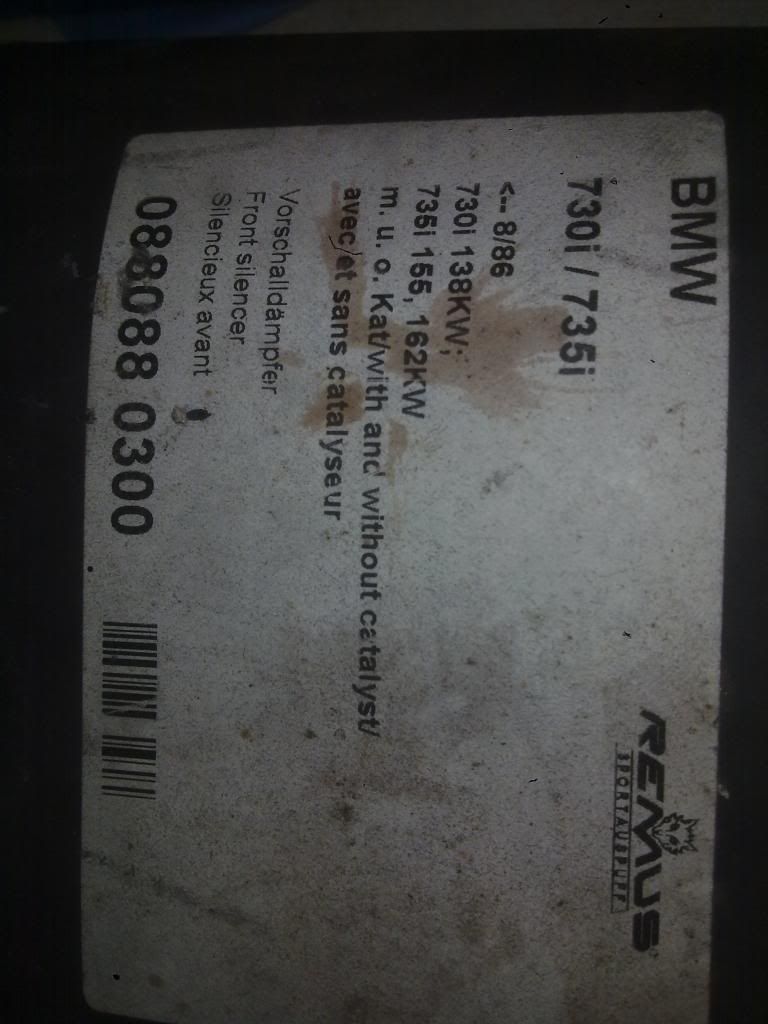 BMW
REMUS
SPORTAUSPUFF
730i / 735i
<-- 8/86
730i 138KW;
735i 155, 162KW
m. u. o. Kat/with and without catalyst/
avec et sans catalyseur
Vorschalldämpfer
Front silencer
Silencieux avant
088088 0300